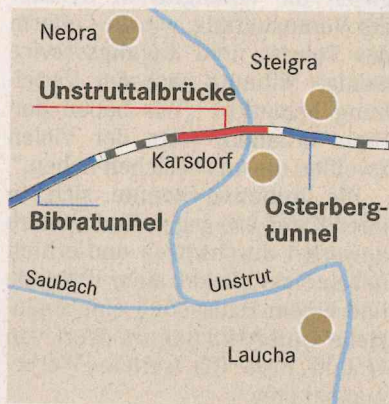 Nebra
Steigra
Unstruttalbrücke
Karsdorf
Bibratunnel
Osterberg-
tunnel
Saubach
Unstrut
Laucha